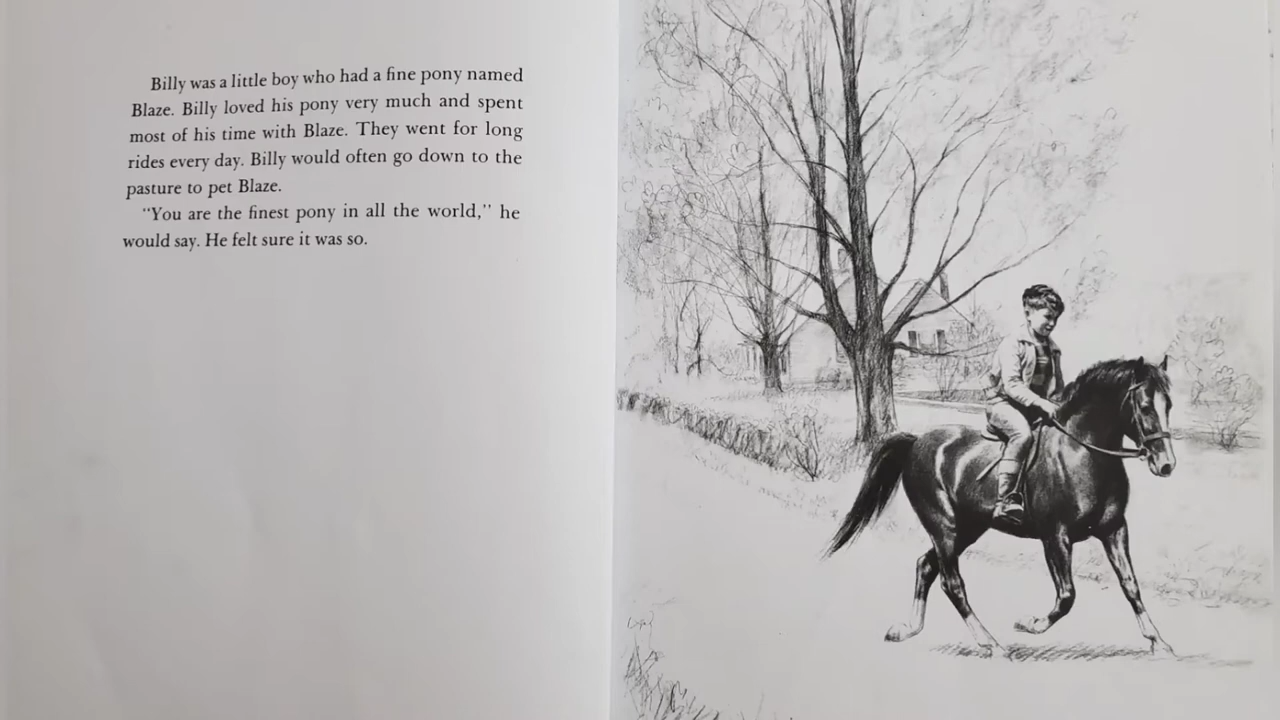 Billy was a little boy who had a fine pony named
Blaze. Billy loved his pony very much and spent
most of his time with Blaze. They went for long
rides every day. Billy would often go down to the
pasture to pet Blaze.
"You are the finest pony in all the world," he
would say. He felt sure it was so.